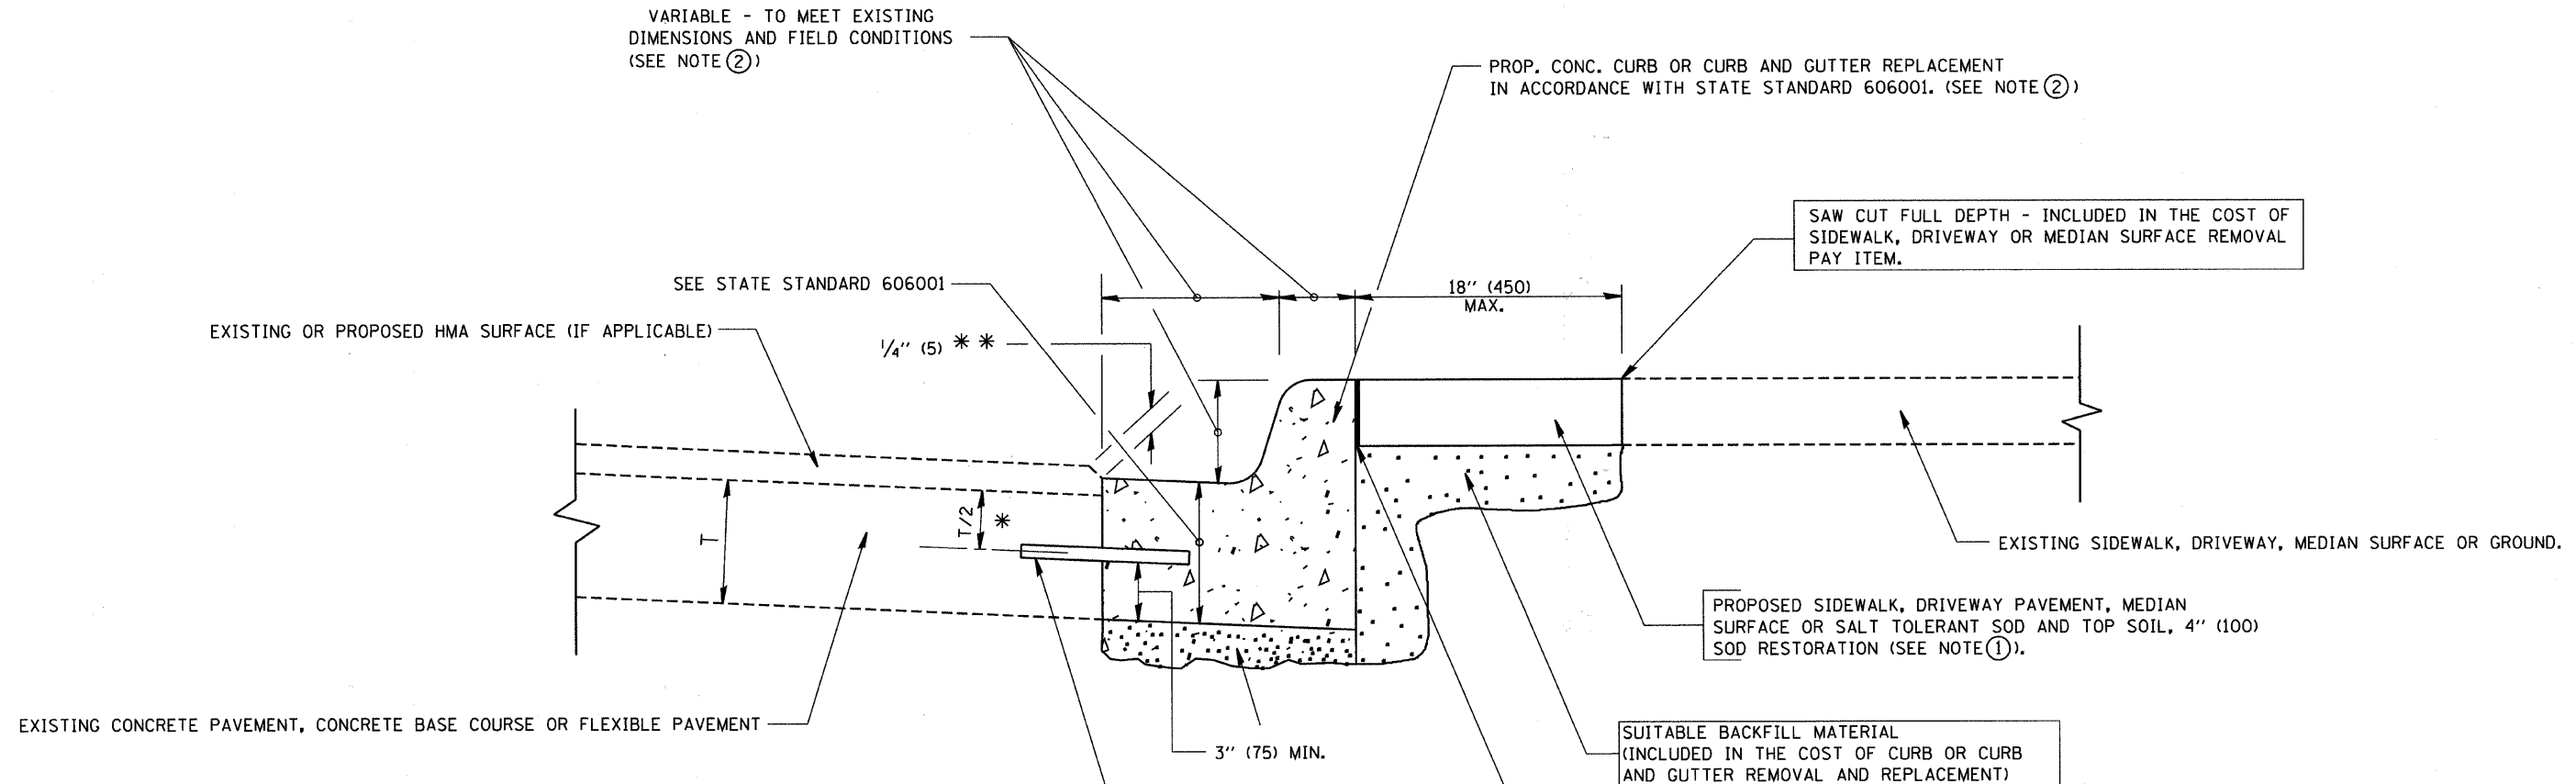 VARIABLE - TO MEET EXISTING
DIMENSIONS AND FIELD CONDITIONS
(SEE NOTE ②)
PROP. CONC. CURB OR CURB AND GUTTER REPLACEMENT
IN ACCORDANCE WITH STATE STANDARD 606001. (SEE NOTE ②)
SAW CUT FULL DEPTH - INCLUDED IN THE COST OF
SIDEWALK, DRIVEWAY OR MEDIAN SURFACE REMOVAL
PAY ITEM.
SEE STATE STANDARD 606001
18" (450)
MAX.
EXISTING OR PROPOSED HMA SURFACE (IF APPLICABLE)
1/4" (5) * *
T
T/2 *
EXISTING SIDEWALK, DRIVEWAY, MEDIAN SURFACE OR GROUND.
PROPOSED SIDEWALK, DRIVEWAY PAVEMENT, MEDIAN
SURFACE OR SALT TOLERANT SOD AND TOP SOIL, 4" (100)
SOD RESTORATION (SEE NOTE ①).
EXISTING CONCRETE PAVEMENT, CONCRETE BASE COURSE OR FLEXIBLE PAVEMENT
3" (75) MIN.
SUITABLE BACKFILL MATERIAL
(INCLUDED IN THE COST OF CURB OR CURB
AND GUTTER REMOVAL AND REPLACEMENT)